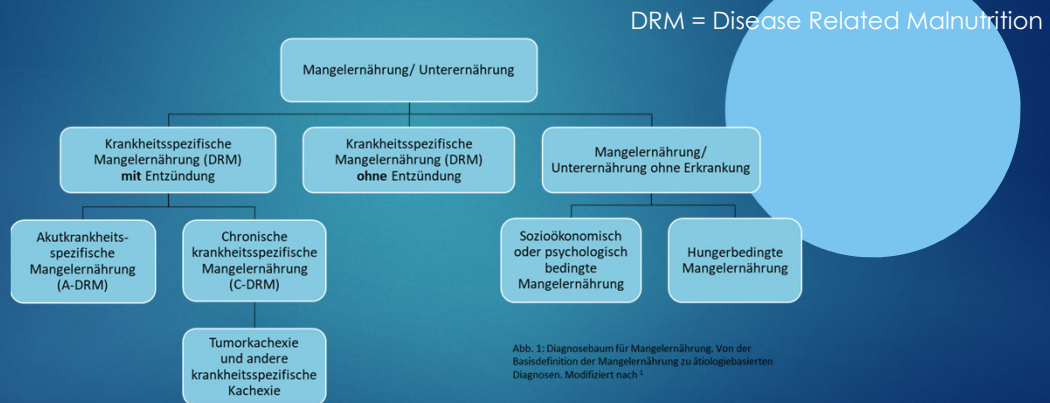 DRM = Disease Related Malnutrition
Mangelernährung/ Unterernährung
Krankheitsspezifische
Mangelernährung (DRM)
mit Entzündung
Krankheitsspezifische
Mangelernährung (DRM)
ohne Entzündung
Mangelernährung/
Unterernährung ohne Erkrankung
Akutkrankheits-
spezifische
Mangelernährung
(A-DRM)
Chronische
krankheitsspezifische
Mangelernährung
(C-DRM)
Sozioökonomisch
oder psychologisch
bedingte
Mangelernährung
Hungerbedingte
Mangelernährung
Tumorkachexie
und andere
krankheitsspezifische
Kachexie
Abb. 1: Diagnosebaum für Mangelernährung. Von der
Basisdefinition der Mangelernährung zu ätiologiebasierten
Diagnosen. Modifiziert nach ¹